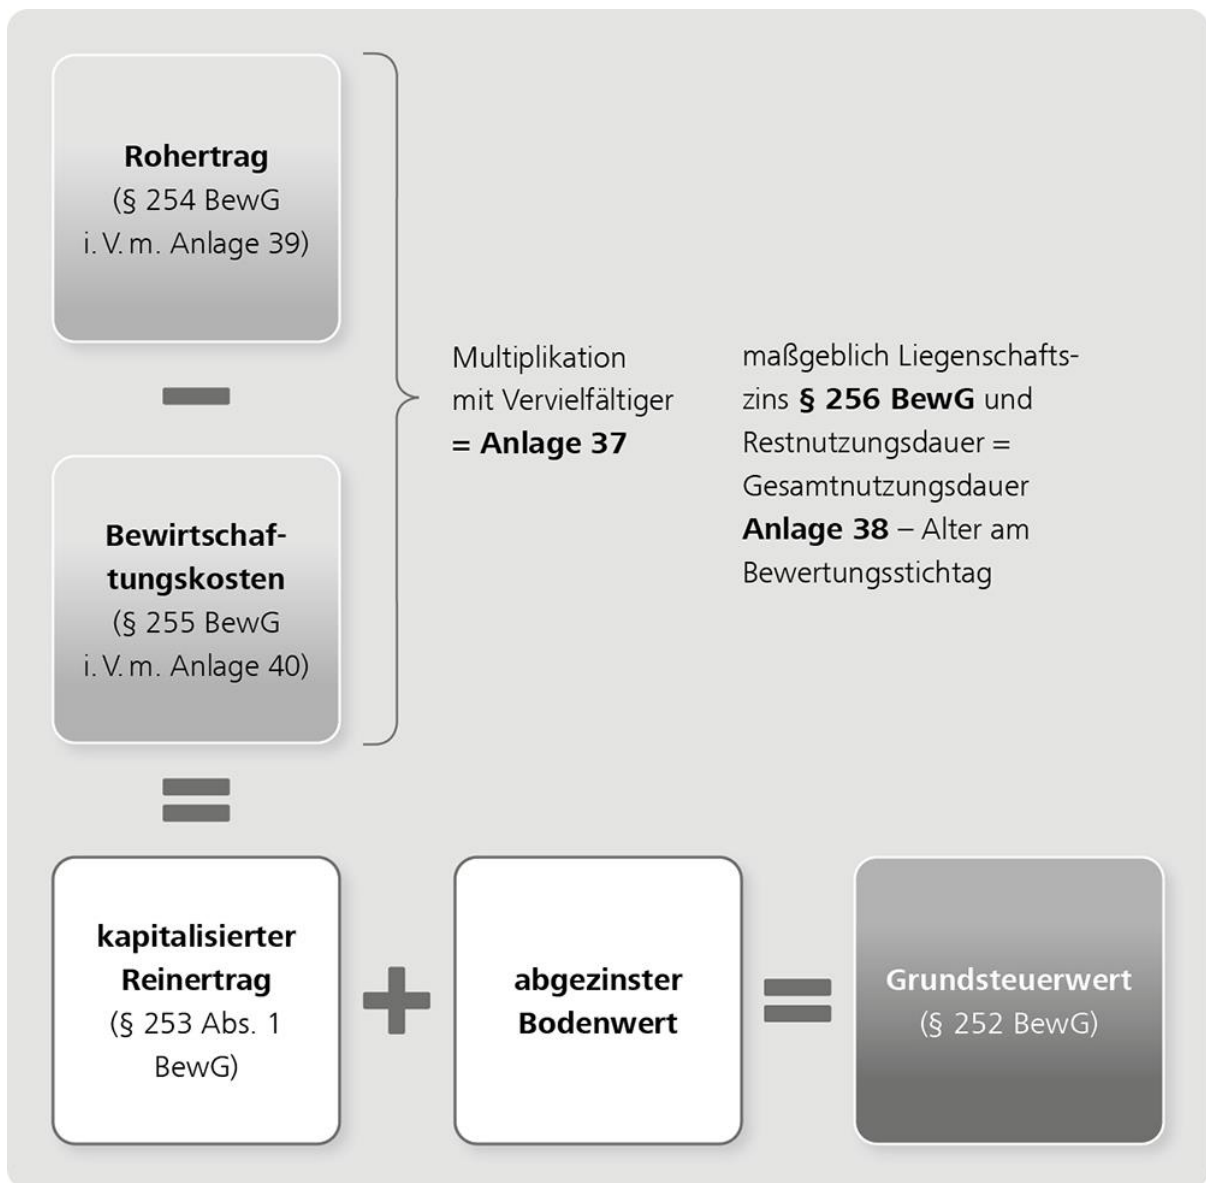 Rohertrag
(§ 254 BewG
i. V. m. Anlage 39)
Multiplikation
mit Vervielfältiger
= Anlage 37
maßgeblich Liegenschafts-
zins § 256 BewG und
Restnutzungsdauer =
Gesamtnutzungsdauer
Anlage 38 – Alter am
Bewertungsstichtag
Bewirtschaf-
tungskosten
(§ 255 BewG
i. V. m. Anlage 40)
kapitalisierter
Reinertrag
(§ 253 Abs. 1
BewG)
abgezinster
Bodenwert
Grundsteuerwert
(§ 252 BewG)